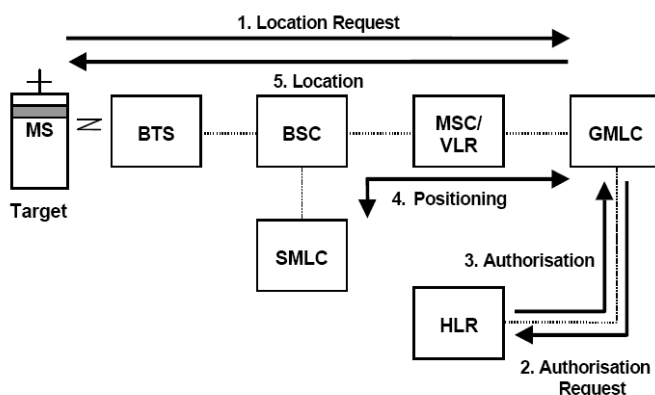 1. Location Request
5. Location
MS
BTS
BSC
MSC/
VLR
GMLC
Target
4. Positioning
SMLC
3. Authorisation
HLR
2. Authorisation
Request